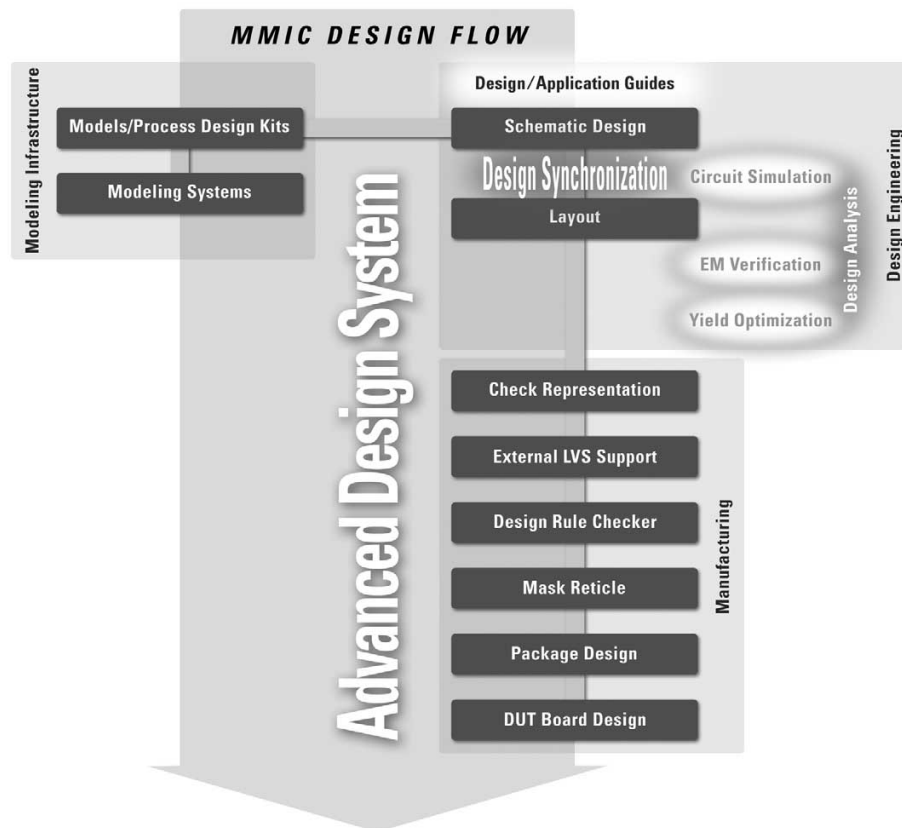 MMIC DESIGN FLOW
Modeling Infrastructure
Models/Process Design Kits
Modeling Systems
Advanced Design System
Design/Application Guides
Schematic Design
Design Synchronization
Layout
Circuit Simulation
EM Verification
Yield Optimization
Design Analysis
Design Engineering
Check Representation
External LVS Support
Design Rule Checker
Mask Reticle
Package Design
DUT Board Design
Manufacturing